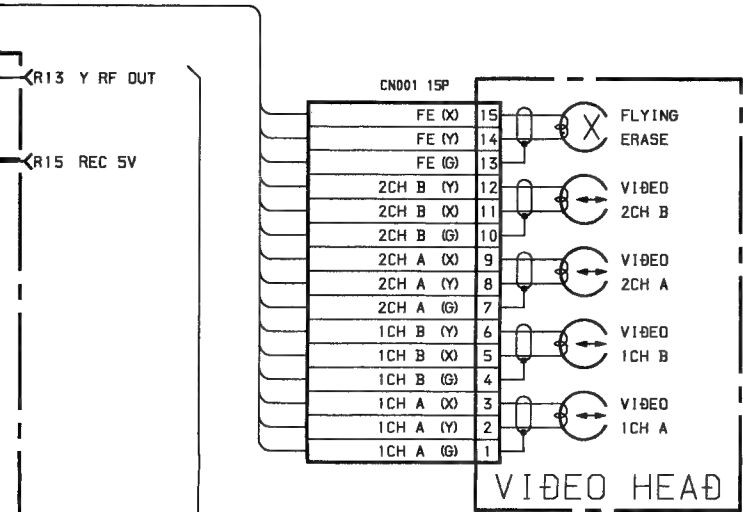 R13 Y RF OUT
R15 REC 5V
CN001 15P
FE (X) 15
FE (Y) 14
FE (G) 13
2CH B (Y) 12
2CH B (X) 11
2CH B (G) 10
2CH A (X) 9
2CH A (Y) 8
2CH A (G) 7
1CH B (Y) 6
1CH B (X) 5
1CH B (G) 4
1CH A (X) 3
1CH A (Y) 2
1CH A (G) 1
FLYING
ERASE
VIDEO
2CH B
VIDEO
2CH A
VIDEO
1CH B
VIDEO
1CH A
VIDEO HEAD